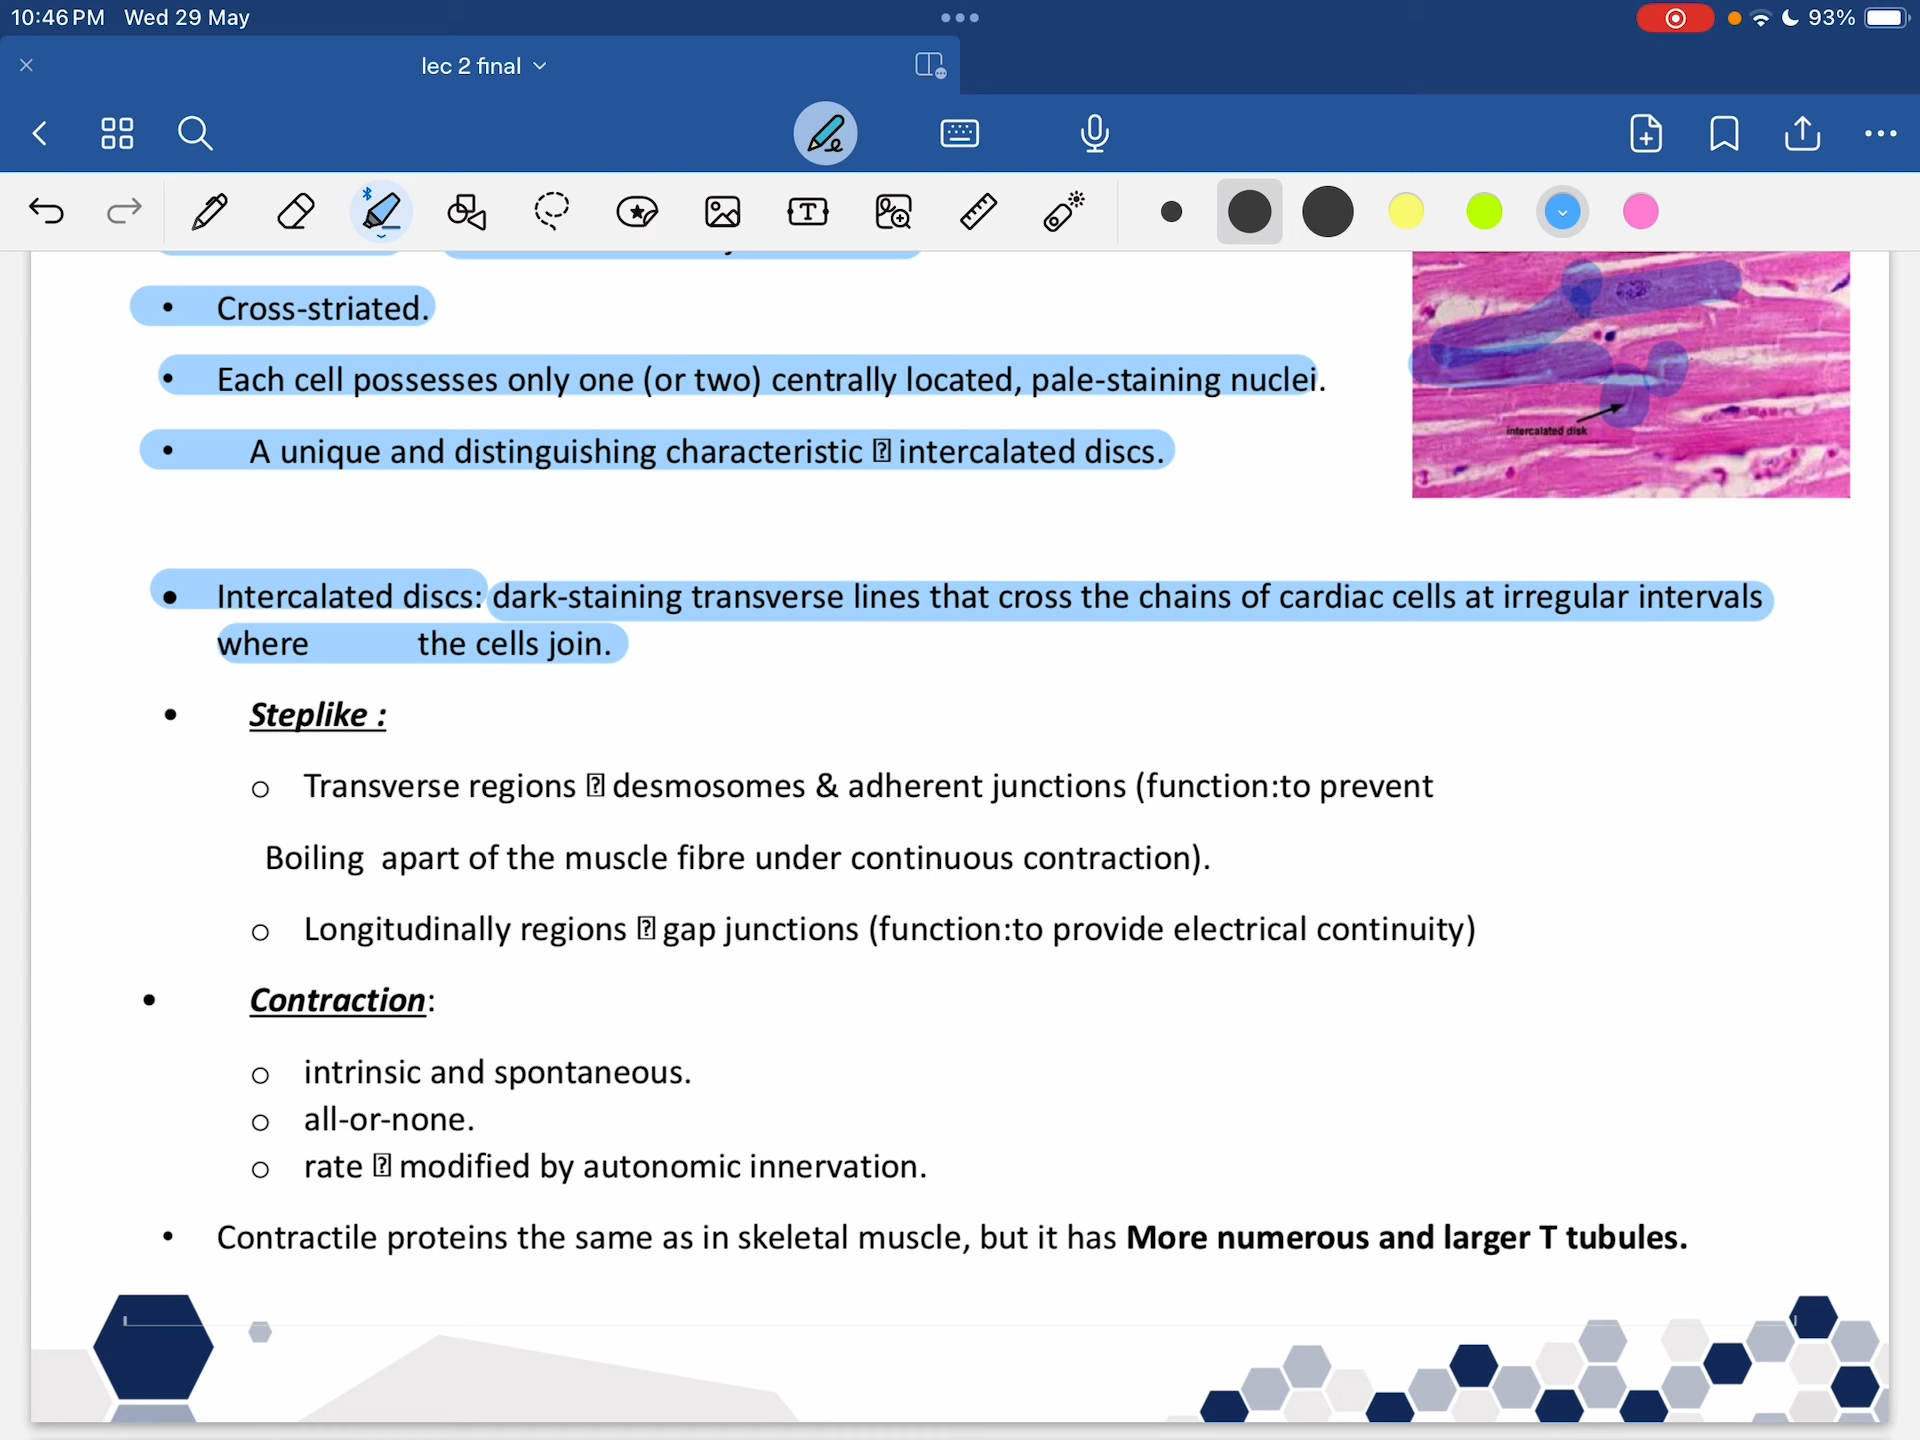 10:46 PM Wed 29 May
93%
lec 2 final
• Cross-striated.
• Each cell possesses only one (or two) centrally located, pale-staining nuclei.
• A unique and distinguishing characteristic ⍰ intercalated discs.
intercalated disk
• Intercalated discs: dark-staining transverse lines that cross the chains of cardiac cells at irregular intervals
where the cells join.
• Steplike :
o Transverse regions ⍰ desmosomes & adherent junctions (function:to prevent
Boiling apart of the muscle fibre under continuous contraction).
o Longitudinally regions ⍰ gap junctions (function:to provide electrical continuity)
• Contraction:
o intrinsic and spontaneous.
o all-or-none.
o rate ⍰ modified by autonomic innervation.
• Contractile proteins the same as in skeletal muscle, but it has More numerous and larger T tubules.